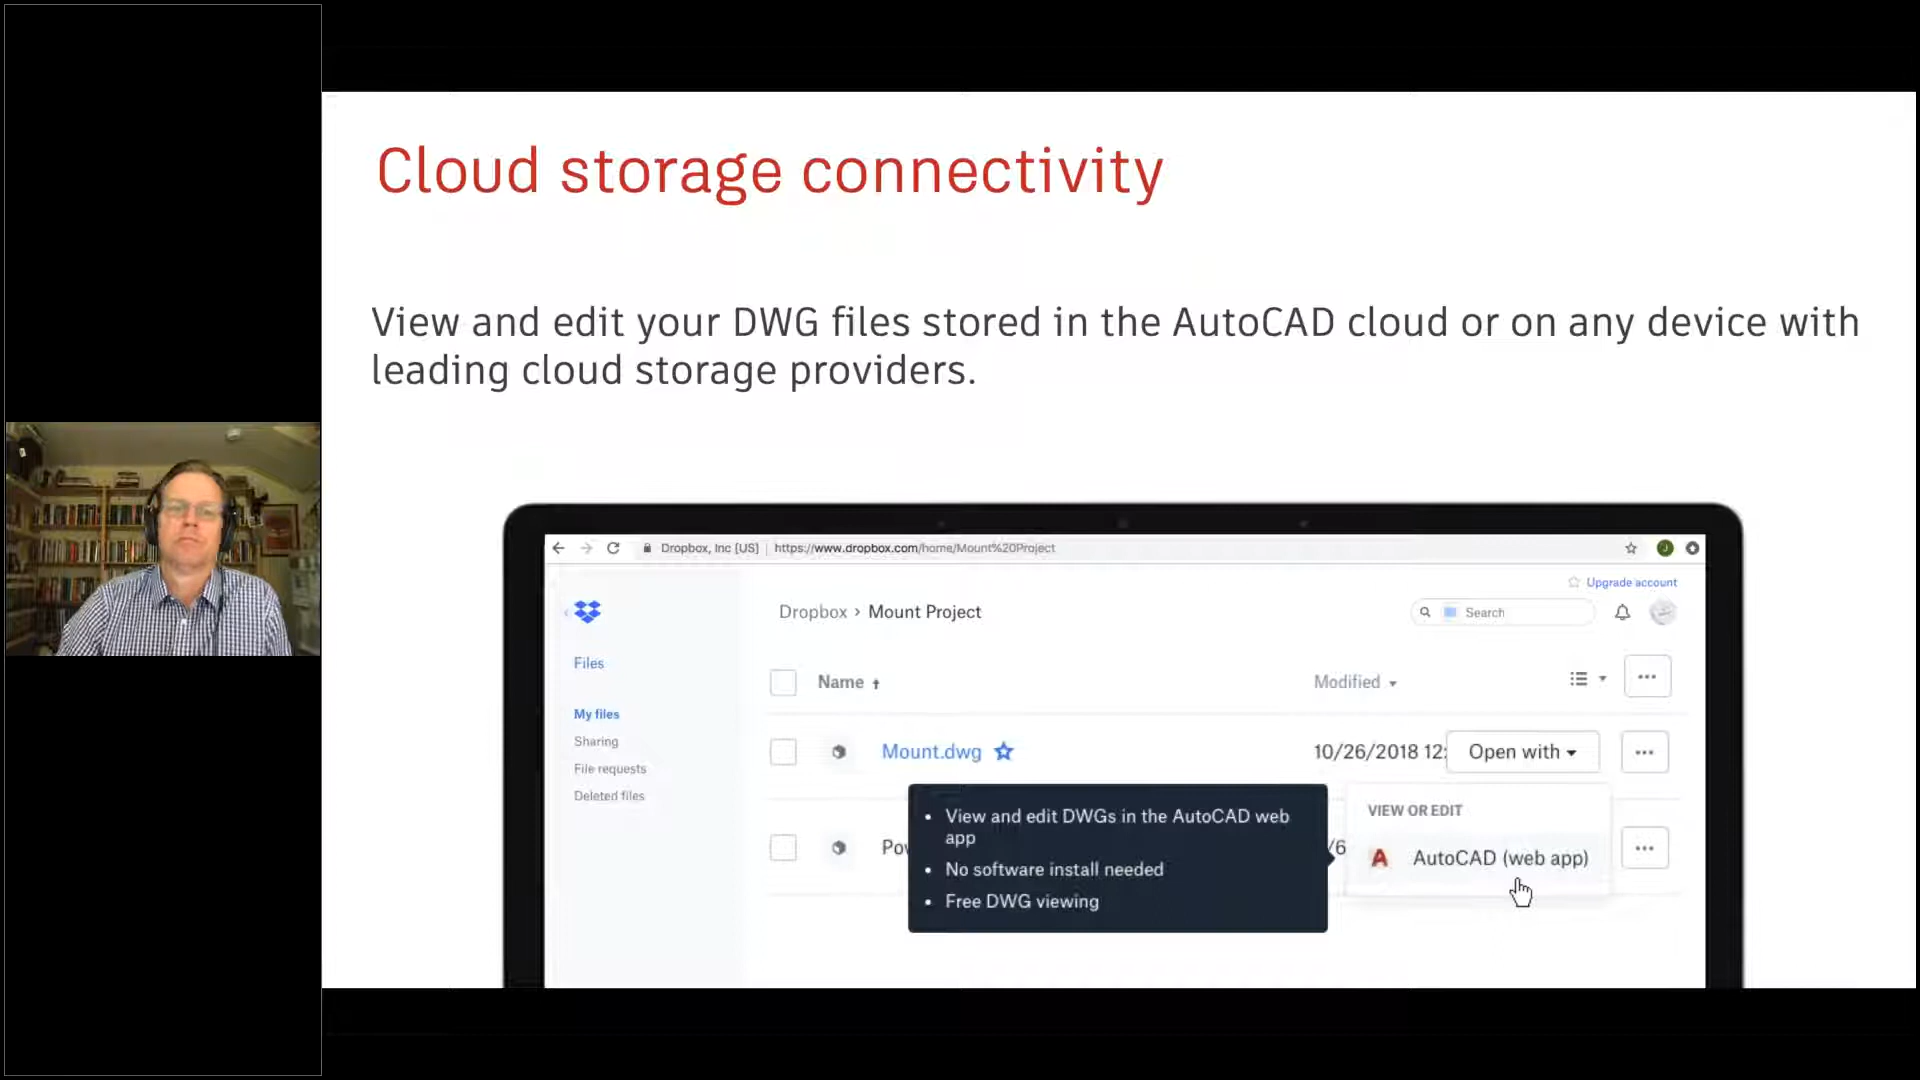 Cloud storage connectivity
View and edit your DWG files stored in the AutoCAD cloud or on any device with
leading cloud storage providers.
Dropbox, Inc [US] | https://www.dropbox.com/home/Mount%20Project
J
Upgrade account
Dropbox › Mount Project
Search
Files
Name
Modified
My files
Sharing
File requests
Deleted files
Mount.dwg
10/26/2018 12:
Open with
VIEW OR EDIT
AutoCAD (web app)
• View and edit DWGs in the AutoCAD web
app
• No software install needed
• Free DWG viewing
/6